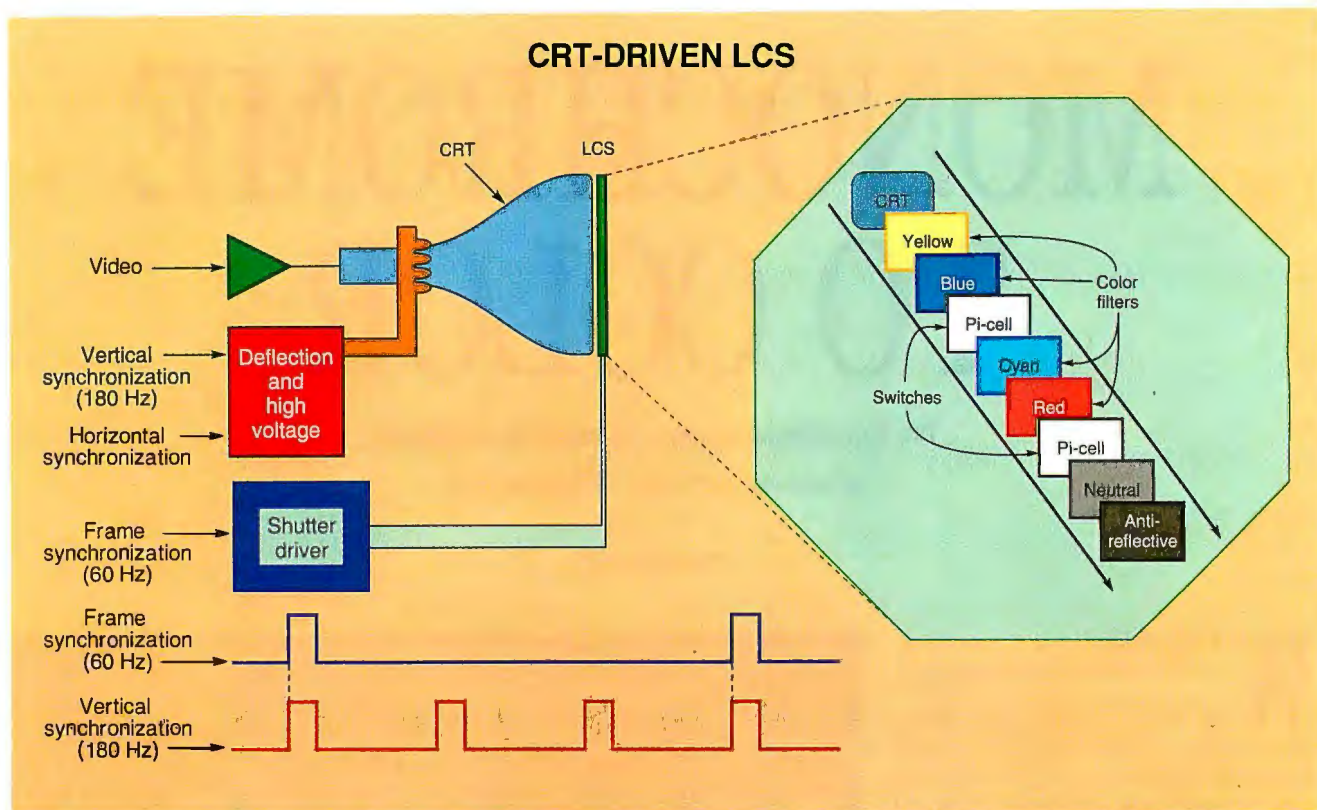 CRT-DRIVEN LCS
CRT
LCS
Video
Vertical
synchronization
(180 Hz)
Horizontal
synchronization
Deflection
and
high
voltage
Frame
synchronization
(60 Hz)
Shutter
driver
CRT
Yellow
Blue
Pi-cell
Cyan
Red
Pi-cell
Neutral
Anti-
reflective
Color
filters
Switches
Frame
synchronization
(60 Hz)
Vertical
synchronization
(180 Hz)